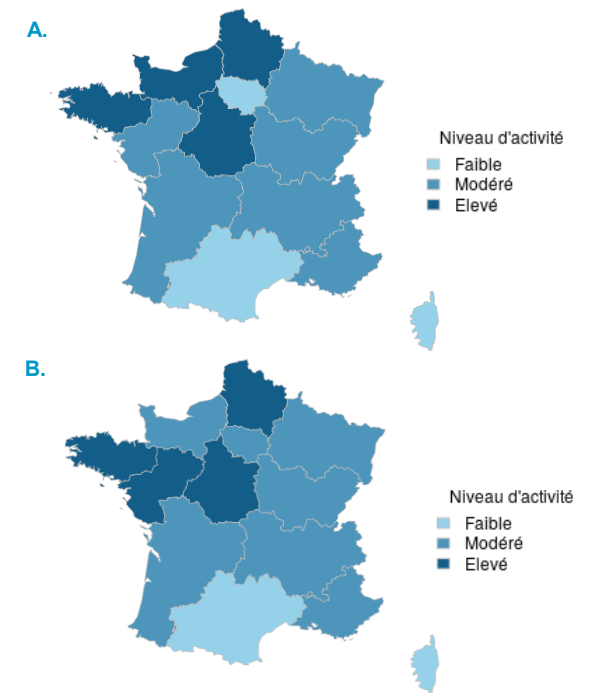 A.
Niveau d'activité
Faible
Modéré
Elevé
B.
Niveau d'activité
Faible
Modéré
Elevé